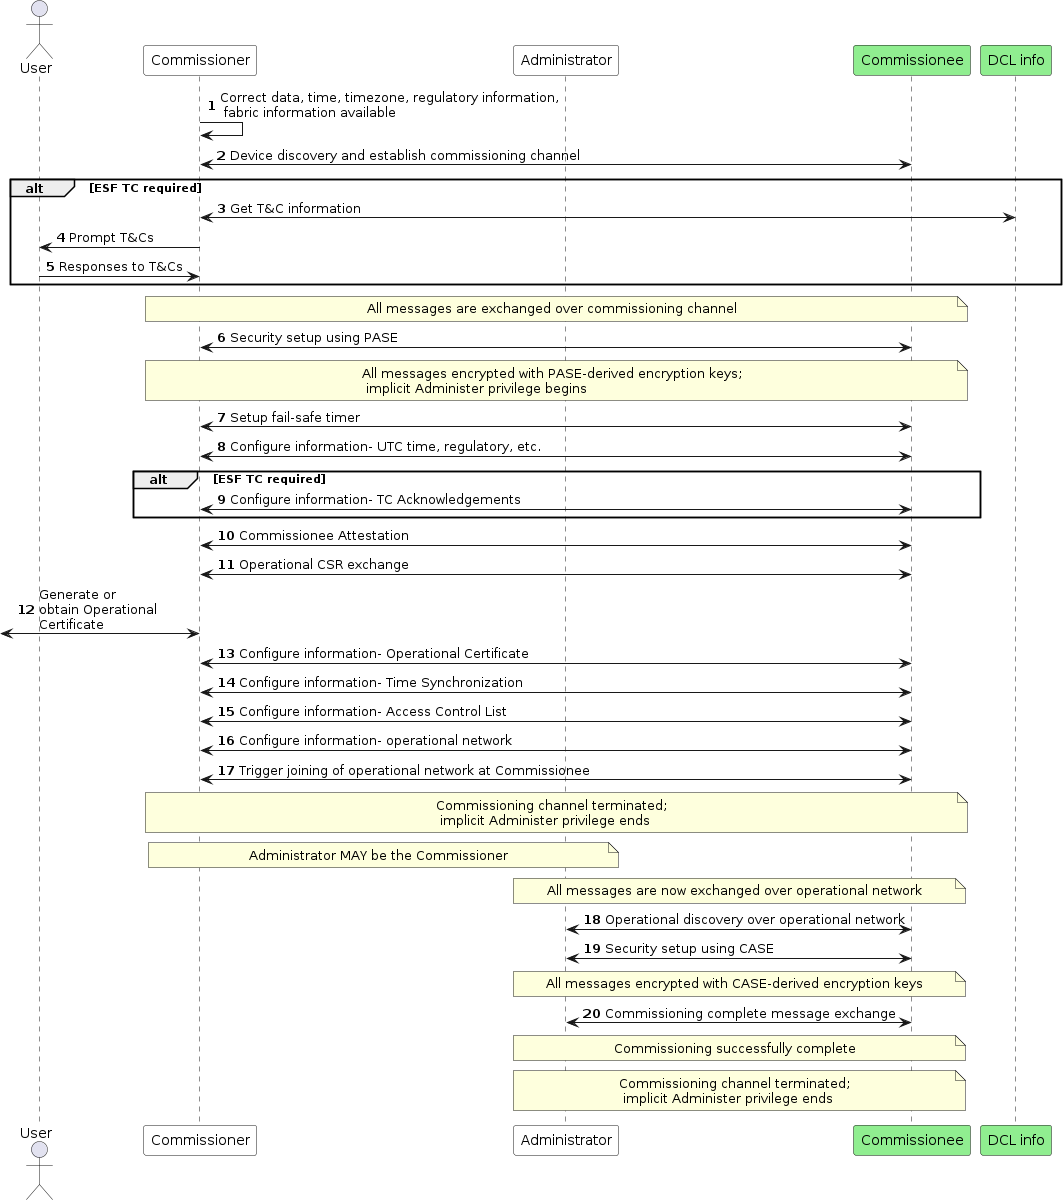 User
Commissioner
Administrator
Commissionee
DCL info
1 Correct data, time, timezone, regulatory information,
fabric information available
2 Device discovery and establish commissioning channel
alt [ESF TC required]
3 Get T&C information
4 Prompt T&Cs
5 Responses to T&Cs
All messages are exchanged over commissioning channel
6 Security setup using PASE
All messages encrypted with PASE-derived encryption keys;
implicit Administer privilege begins
7 Setup fail-safe timer
8 Configure information- UTC time, regulatory, etc.
alt [ESF TC required]
9 Configure information- TC Acknowledgements
10 Commissionee Attestation
11 Operational CSR exchange
Generate or
12 obtain Operational
Certificate
13 Configure information- Operational Certificate
14 Configure information- Time Synchronization
15 Configure information- Access Control List
16 Configure information- operational network
17 Trigger joining of operational network at Commissionee
Commissioning channel terminated;
implicit Administer privilege ends
Administrator MAY be the Commissioner
All messages are now exchanged over operational network
18 Operational discovery over operational network
19 Security setup using CASE
All messages encrypted with CASE-derived encryption keys
20 Commissioning complete message exchange
Commissioning successfully complete
Commissioning channel terminated;
implicit Administer privilege ends
User
Commissioner
Administrator
Commissionee
DCL info